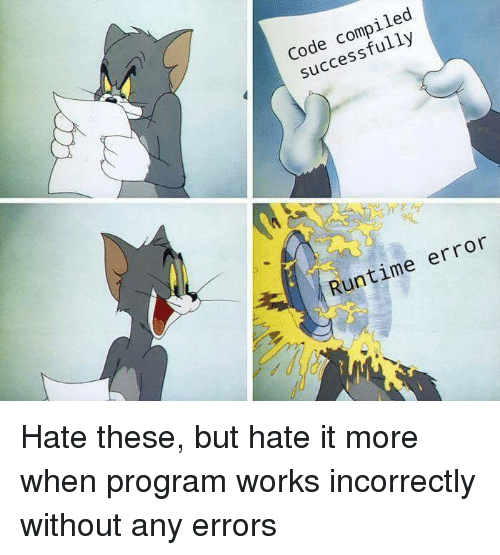 Code compiled
successfully
Runtime error
Hate these, but hate it more
when program works incorrectly
without any errors